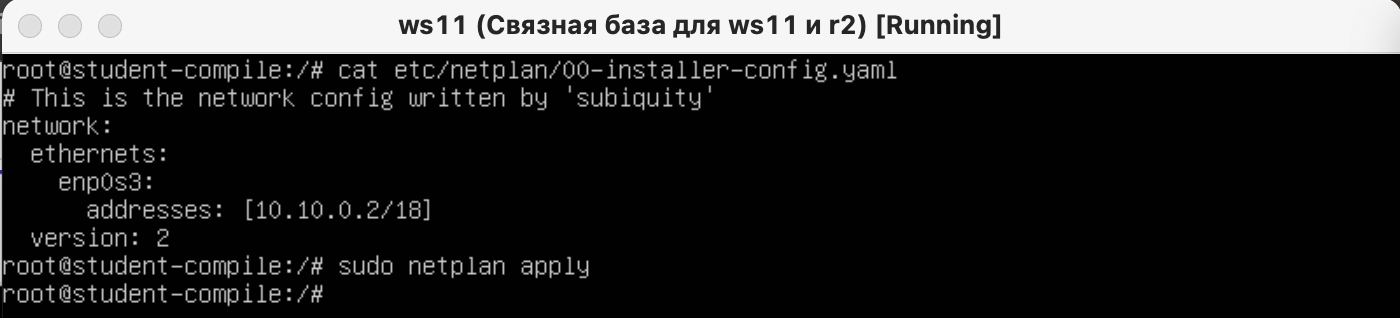 ws11 (Связная база для ws11 и r2) [Running]
root@student-compile:/# cat etc/netplan/00-installer-config.yaml
# This is the network config written by 'subiquity'
network:
  ethernets:
    enp0s3:
      addresses: [10.10.0.2/18]
  version: 2
root@student-compile:/# sudo netplan apply
root@student-compile:/#